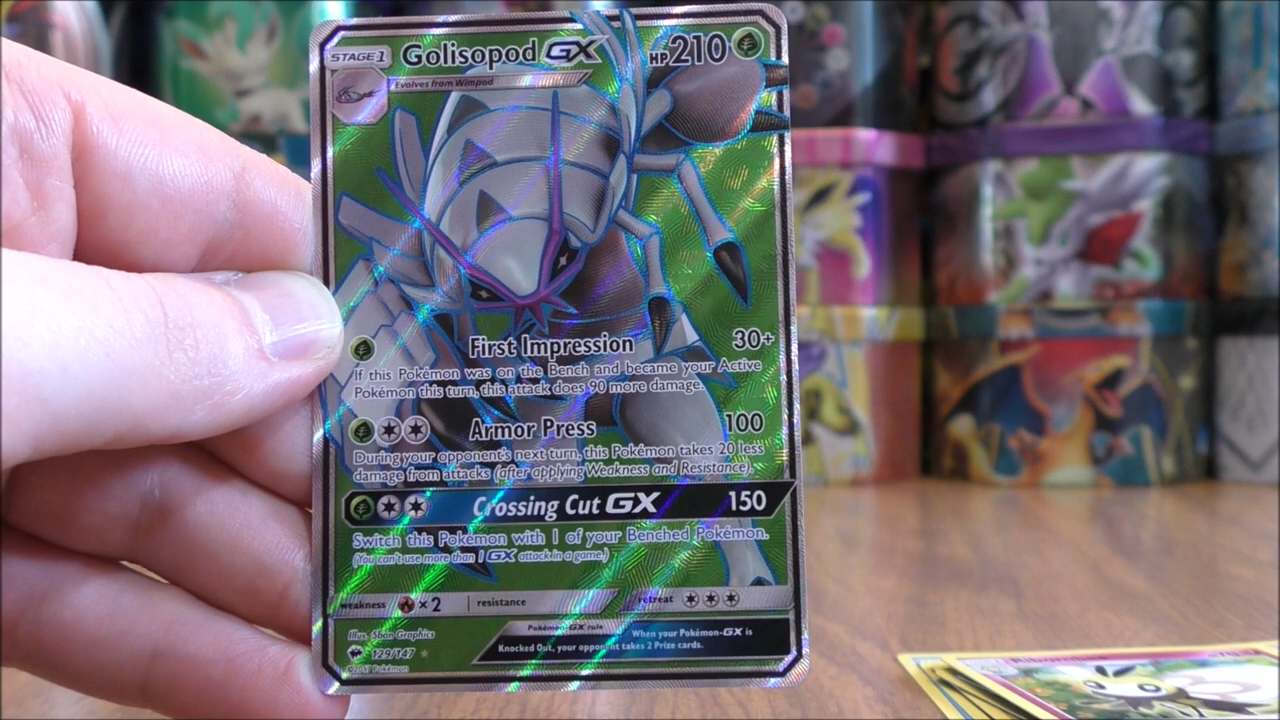 STAGE 1 Golisopod GX HP210
Evolves from Wimpod
First Impression 30+
If this Pokémon was on the Bench and became your Active
Pokémon this turn, this attack does 90 more damage.
Armor Press 100
During your opponent's next turn, this Pokémon takes 20 less
damage from attacks (after applying Weakness and Resistance).
Crossing Cut GX 150
Switch this Pokémon with 1 of your Benched Pokémon.
(You can't use more than 1 GX attack in a game.)
weakness ×2 resistance retreat
Pokémon-GX rule When your Pokémon-GX is
Knocked Out, your opponent takes 2 Prize cards.
Illus. 5ban Graphics
129/147
©2017 Pokémon